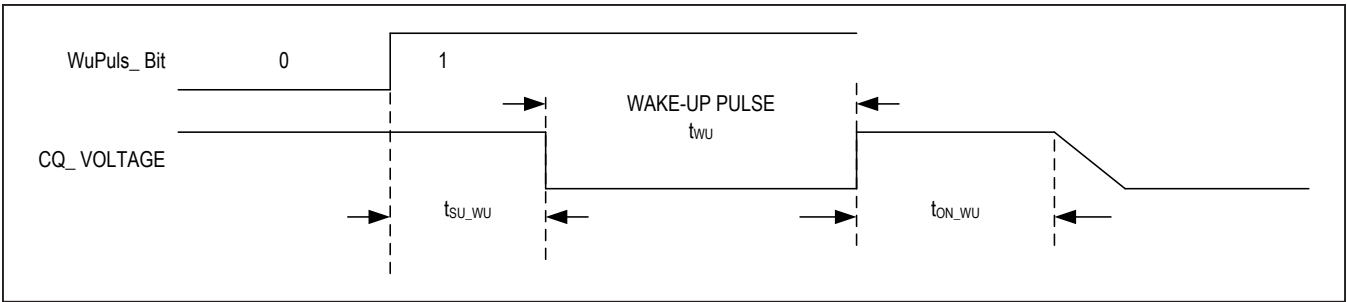 WuPuls_ Bit
0
1
WAKE-UP PULSE
tWU
CQ_ VOLTAGE
tSU_WU
tON_WU